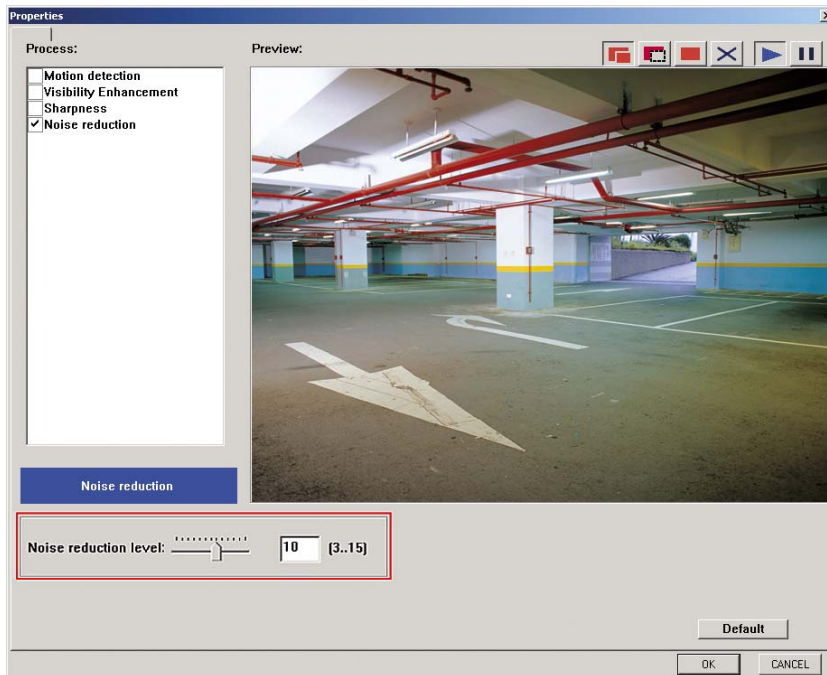 Properties
Process:
Preview:
Motion detection
Visibility Enhancement
Sharpness
Noise reduction
Noise reduction
Noise reduction level:
10
(3..15)
Default
OK
CANCEL